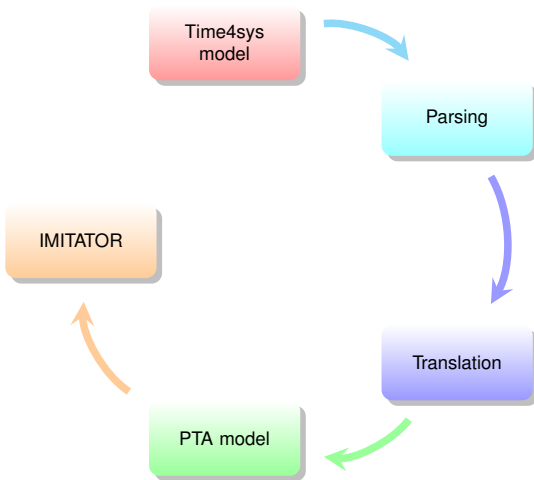 Time4sys
model
Parsing
IMITATOR
Translation
PTA model